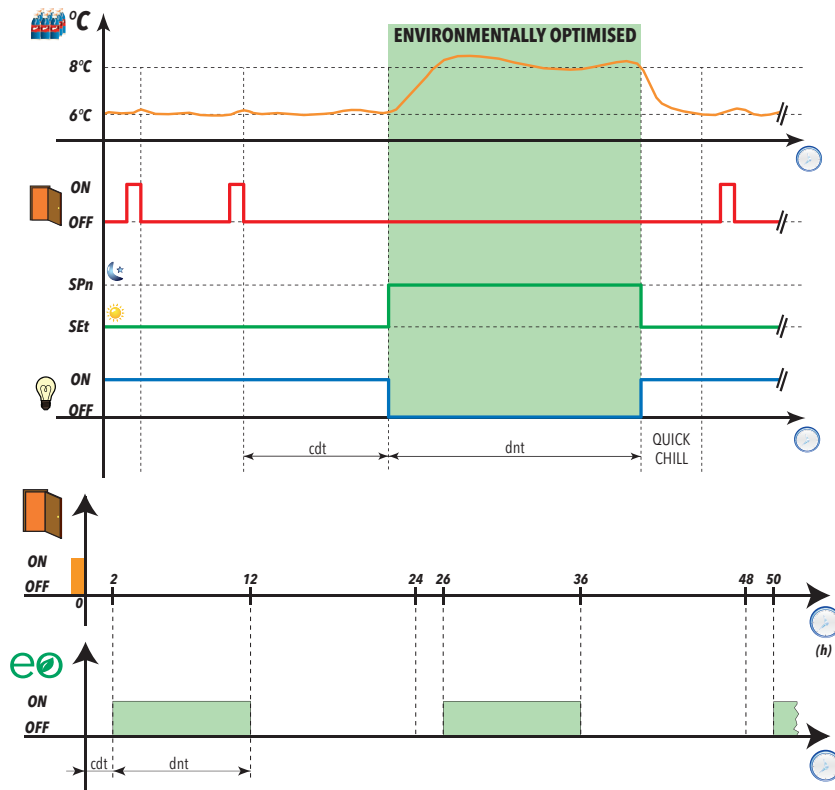 °C
ENVIRONMENTALLY OPTIMISED
8°C
6°C
ON
OFF
SPn
SEt
ON
OFF
cdt
dnt
QUICK
CHILL
ON
OFF
0
2
12
24
26
36
48
50
(h)
eo
ON
OFF
cdt
dnt